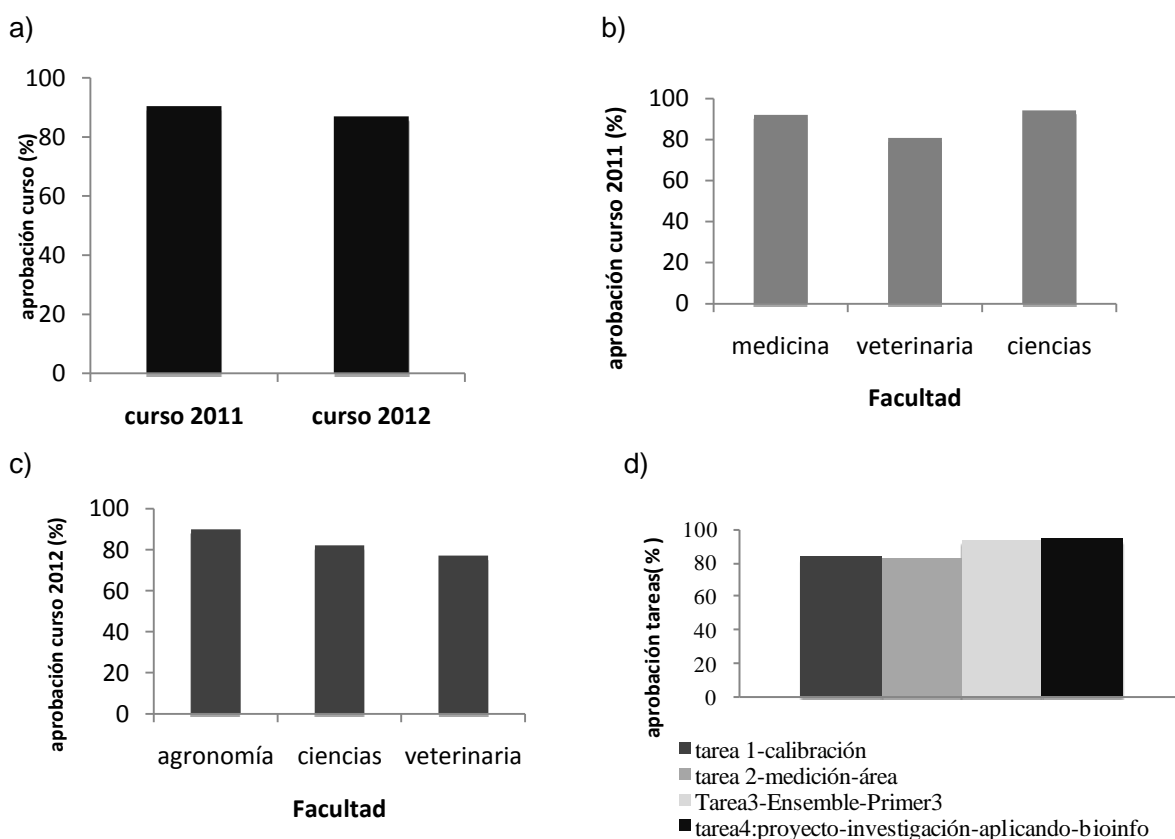 a)
aprobación curso (%)
100
80
60
40
20
0
curso 2011
curso 2012
b)
aprobación curso 2011 (%)
100
80
60
40
20
0
medicina
veterinaria
ciencias
Facultad
c)
aprobación curso 2012 (%)
100
80
60
40
20
0
agronomía
ciencias
veterinaria
Facultad
d)
aprobación tareas( % )
100
80
60
40
20
0
tarea 1-calibración
tarea 2-medición-área
Tarea3-Ensemble-Primer3
tarea4:proyecto-investigación-aplicando-bioinfo